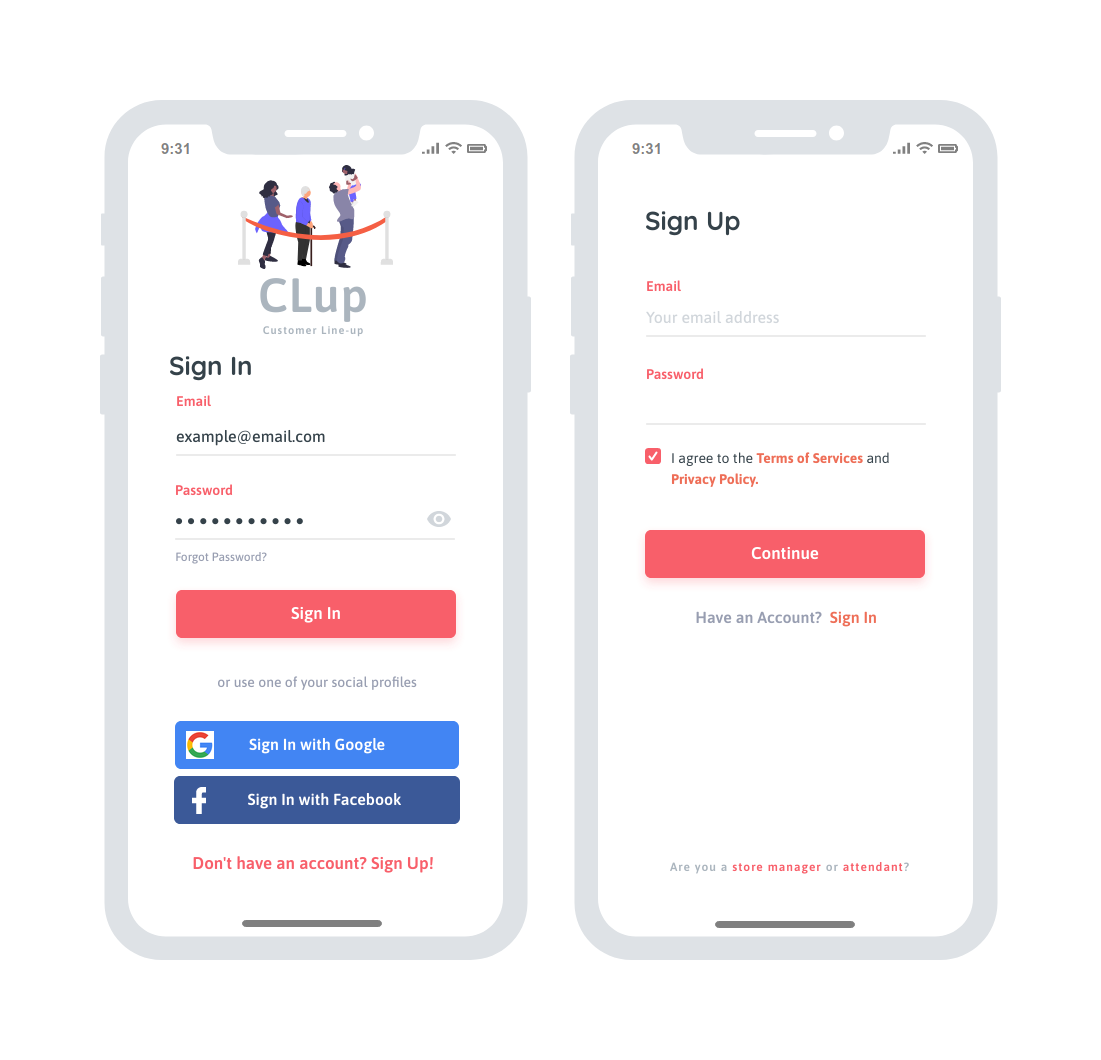 9:31
CLup
Customer Line-up
Sign In
Email
example@email.com
Password
Forgot Password?
Sign In
or use one of your social profiles
Sign In with Google
Sign In with Facebook
Don't have an account? Sign Up!
9:31
Sign Up
Email
Your email address
Password
I agree to the Terms of Services and
Privacy Policy.
Continue
Have an Account? Sign In
Are you a store manager or attendant?